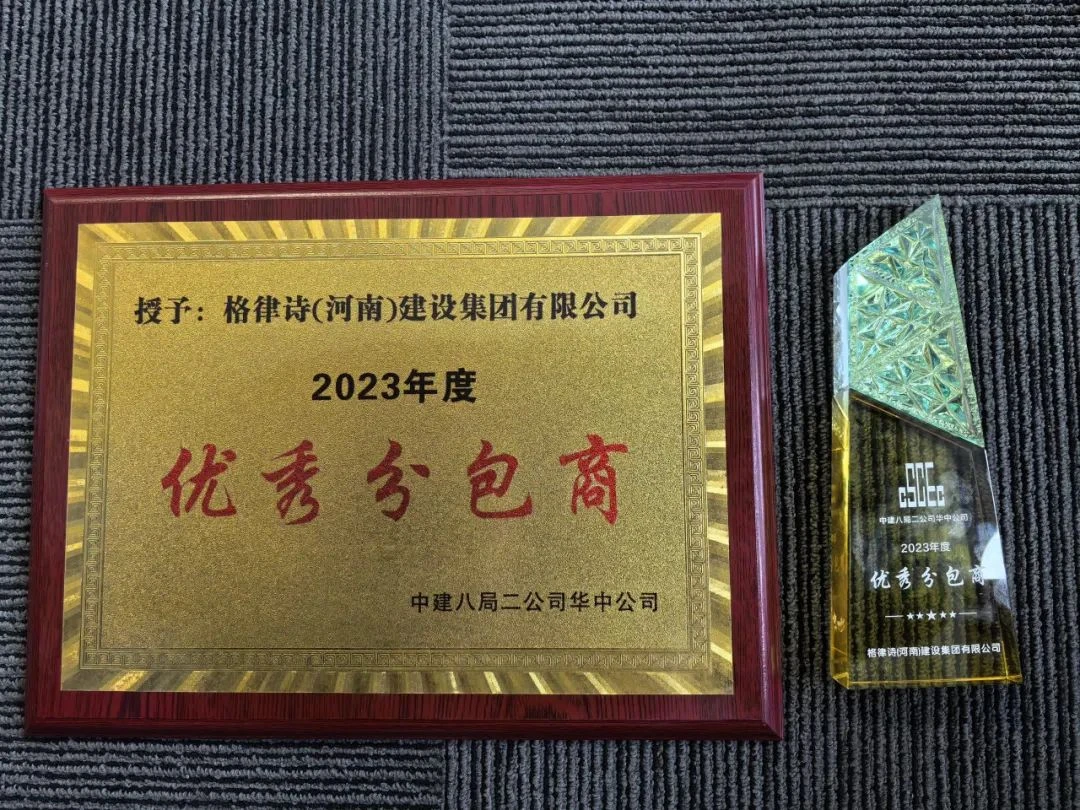 授予：格律诗(河南)建设集团有限公司
2023年度
优秀分包商
中建八局二公司华中公司
CSCEC
中建八局二公司华中公司
2023年度
优秀分包商
格律诗(河南)建设集团有限公司